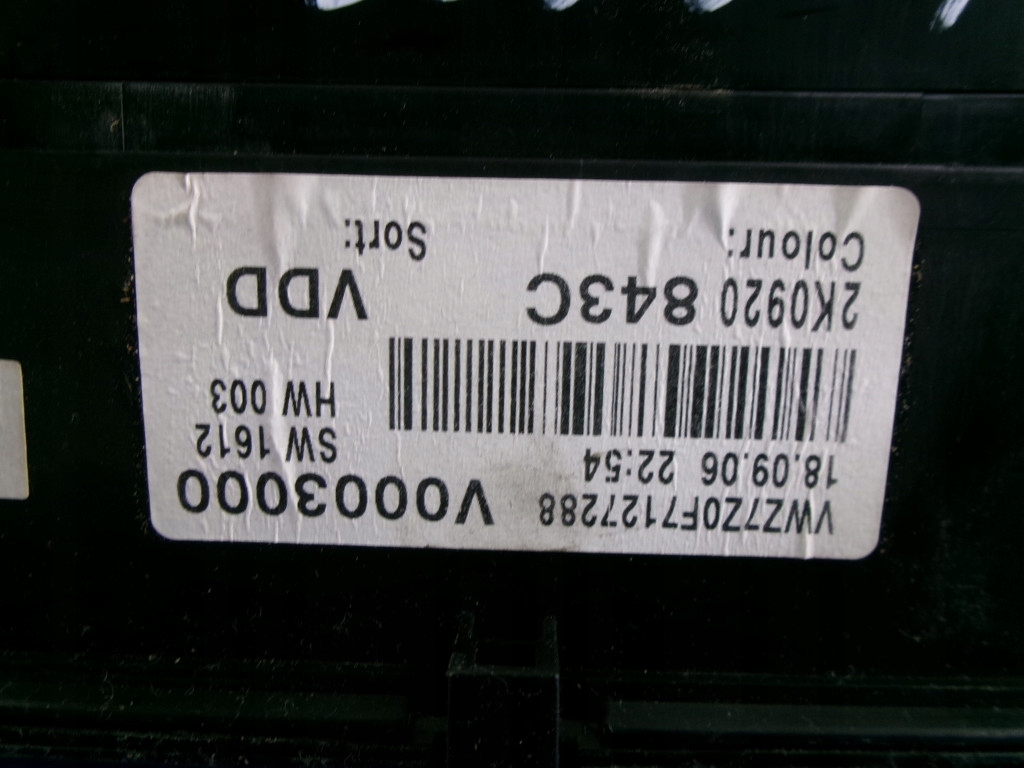 VWZ7Z0F7127288 V0003000
18.09.06 22:54 SW 1612
HW 003
2K0920 843C VDD
Colour: Sort: